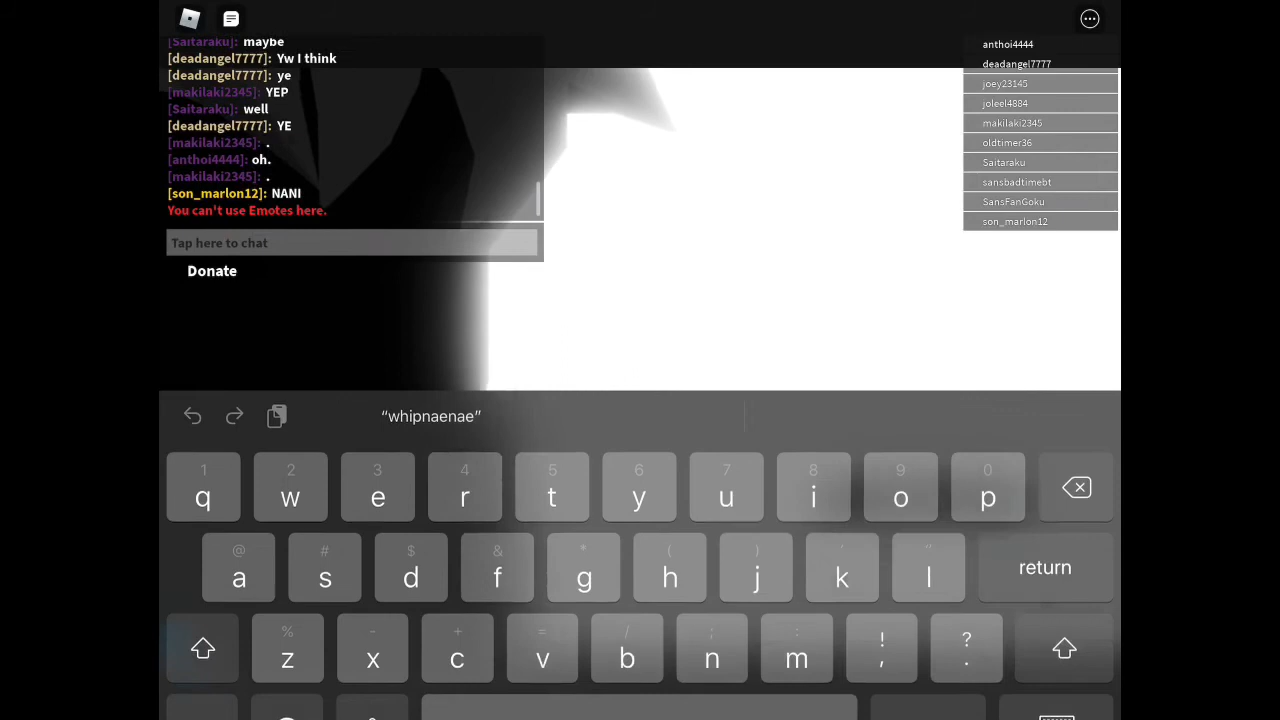 [Saitaraku]: maybe
[deadangel7777]: Yw I think
[deadangel7777]: ye
[makilaki2345]: YEP
[Saitaraku]: well
[deadangel7777]: YE
[makilaki2345]: .
[anthoi4444]: oh.
[makilaki2345]: .
[son_marlon12]: NANI
You can't use Emotes here.
Tap here to chat
Donate
anthoi4444
deadangel7777
joey23145
joleel4884
makilaki2345
oldtimer36
Saitaraku
sansbadtimebt
SansFanGoku
son_marlon12
“whipnaenae”
1 2 3 4 5 6 7 8 9 0
q w e r t y u i o p
@ # $ & * ( ) ' "
a s d f g h j k l return
% - + = / ; : ! ?
z x c v b n m , .